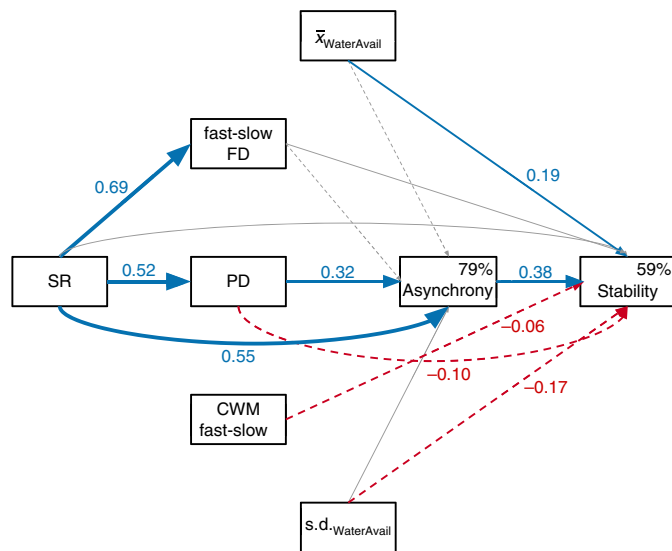 x̄WaterAvail
fast-slow
FD
0.69
0.19
SR
0.52
PD
0.32
79%
Asynchrony
0.38
59%
Stability
0.55
–0.06
–0.10
–0.17
CWM
fast-slow
s.d.WaterAvail